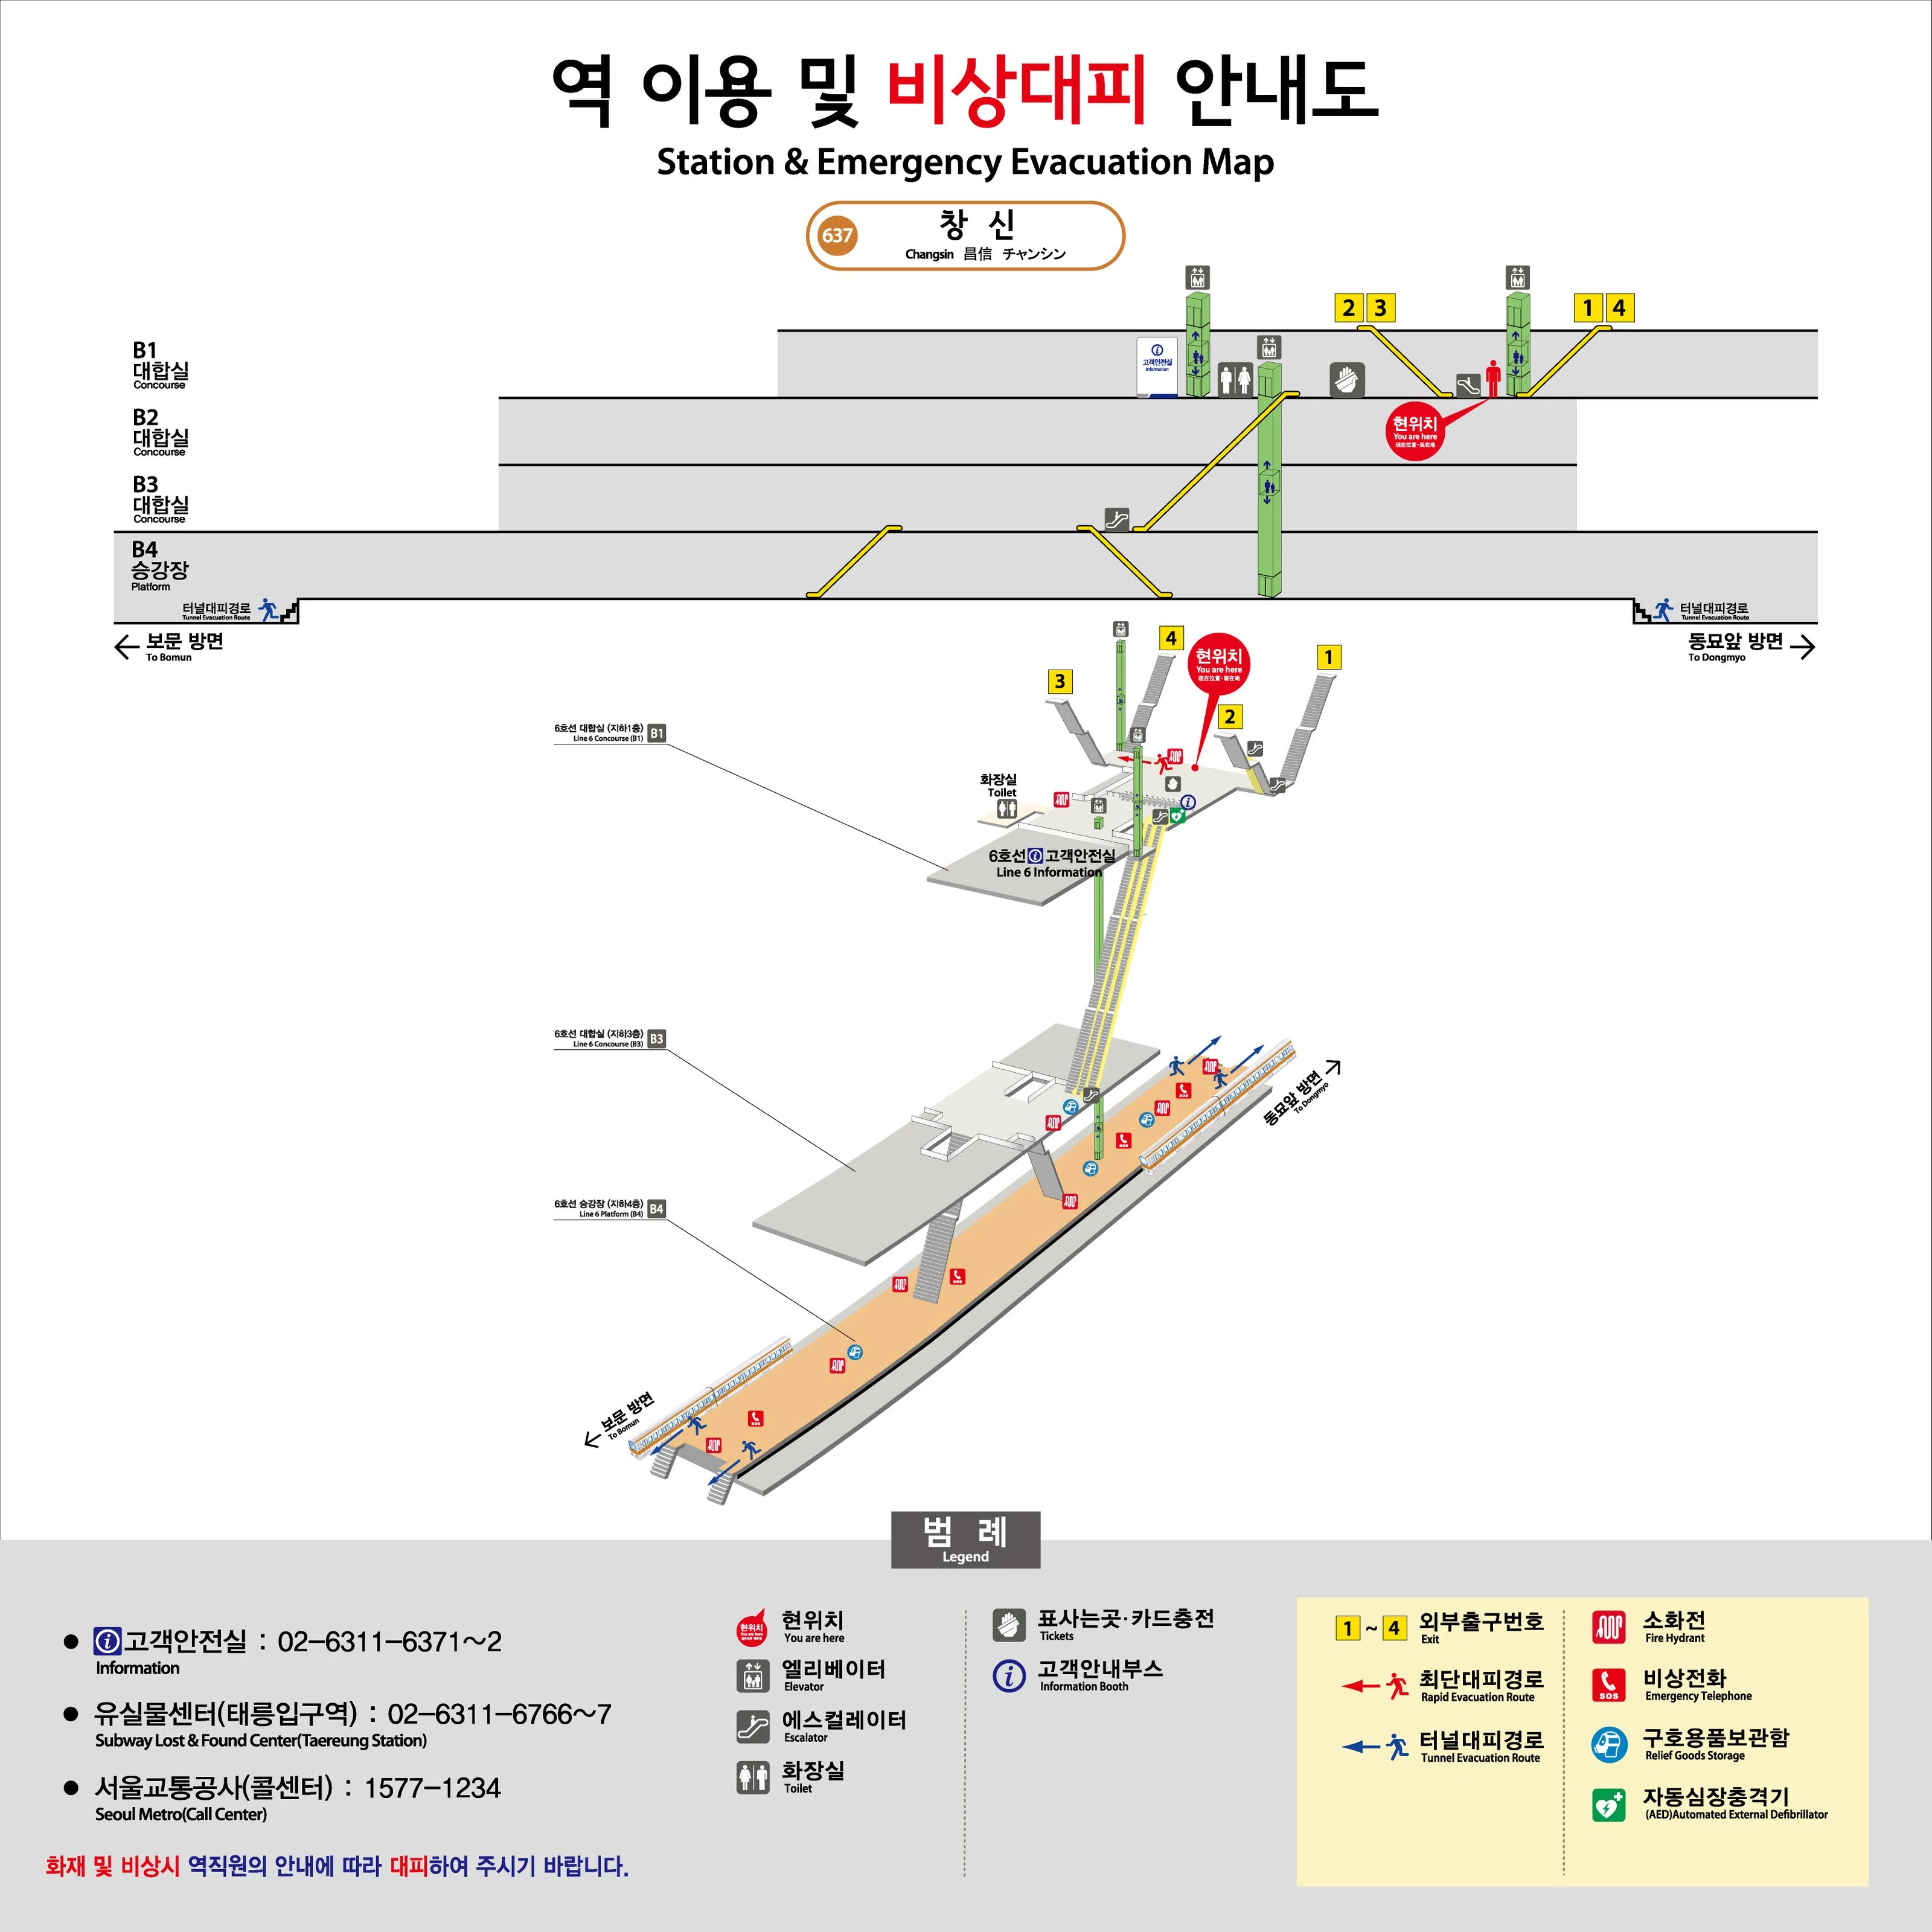 역 이용 및 비상대피 안내도
Station & Emergency Evacuation Map
637
창 신
Changsin 昌信 チャンシン
2 3
1 4
B1
대합실
Concourse
고객안전실
Information
B2
대합실
Concourse
현위치
You are here
B3
대합실
Concourse
B4
승강장
Platform
터널대피경로
Tunnel Evacuation Route
터널대피경로
Tunnel Evacuation Route
보문 방면
To Bomun
동묘앞 방면
To Dongmyo
4
현위치
You are here
1
3
2
6호선 대합실 (지하1층)
Line 6 Concourse (B1)
B1
화장실
Toilet
6호선 고객안전실
Line 6 Information
6호선 대합실 (지하3층)
Line 6 Concourse (B3)
B3
동묘앞 방면
To Dongmyo
6호선 승강장 (지하4층)
Line 6 Platform (B4)
B4
SOS
SOS
SOS
SOS
보문 방면
To Bomun
범 례
Legend
고객안전실 : 02-6311-6371~2
Information
유실물센터(태릉입구역) : 02-6311-6766~7
Subway Lost & Found Center(Taereung Station)
서울교통공사(콜센터) : 1577-1234
Seoul Metro(Call Center)
화재 및 비상시 역직원의 안내에 따라 대피하여 주시기 바랍니다.
현위치
현위치
You are here
엘리베이터
Elevator
에스컬레이터
Escalator
화장실
Toilet
표사는곳·카드충전
Tickets
고객안내부스
Information Booth
1 ~ 4 외부출구번호
Exit
최단대피경로
Rapid Evacuation Route
터널대피경로
Tunnel Evacuation Route
소화전
Fire Hydrant
SOS
비상전화
Emergency Telephone
구호용품보관함
Relief Goods Storage
자동심장충격기
(AED)Automated External Defibrillator